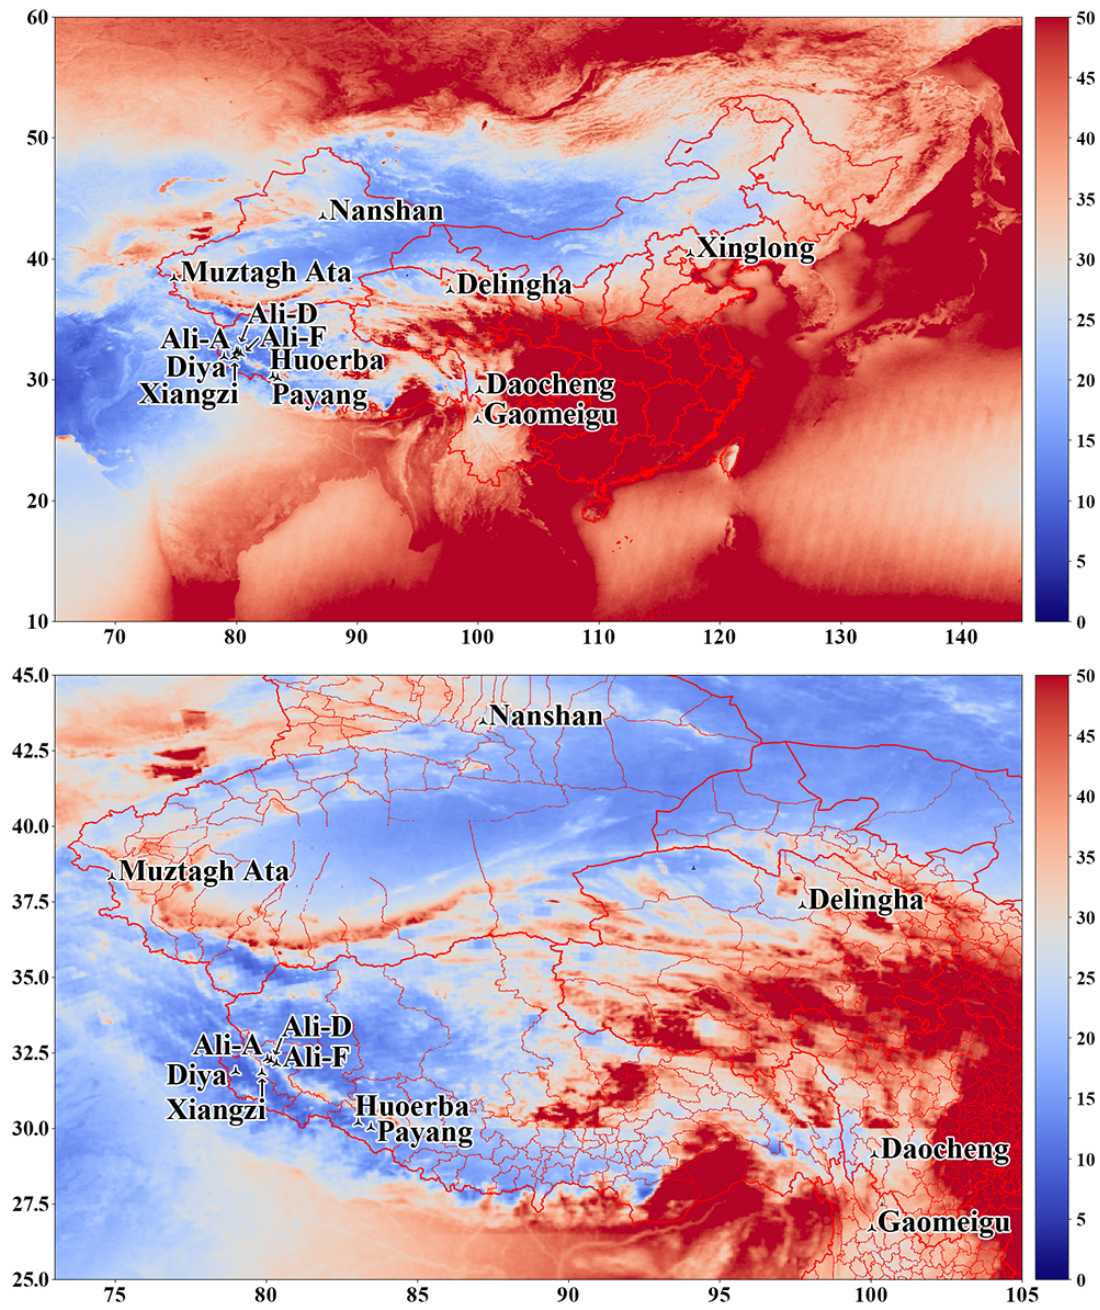 60
50
40
30
20
10
70
80
90
100
110
120
130
140
50
45
40
35
30
25
20
15
10
5
0
Nanshan
Xinglong
Muztagh Ata
Delingha
Ali-D
Ali-A
Ali-F
Diya
Huoerba
Xiangzi
Payang
Daocheng
Gaomeigu
45.0
42.5
40.0
37.5
35.0
32.5
30.0
27.5
25.0
75
80
85
90
95
100
105
50
45
40
35
30
25
20
15
10
5
0
Nanshan
Muztagh Ata
Delingha
Ali-D
Ali-A
Ali-F
Diya
Xiangzi
Huoerba
Payang
Daocheng
Gaomeigu